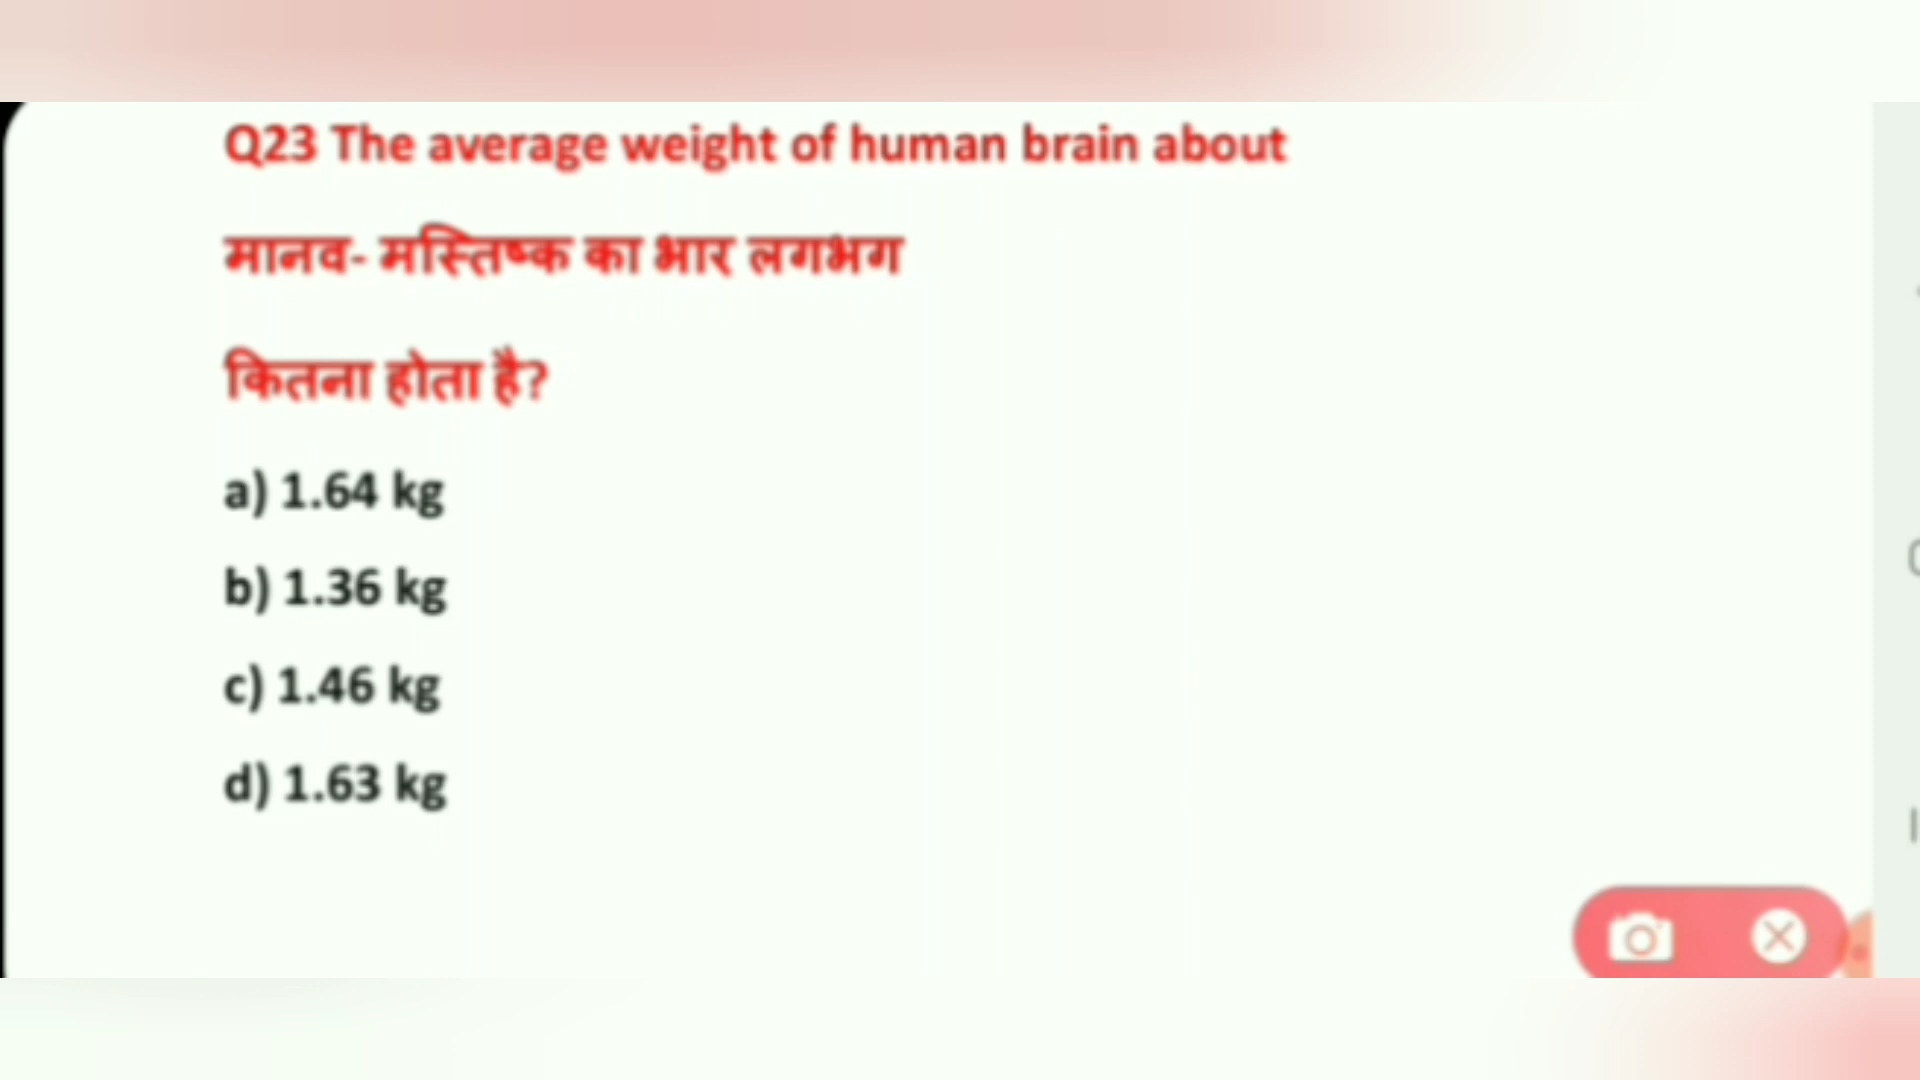 Q23 The average weight of human brain about
मानव- मस्तिष्क का भार लगभग
कितना होता है?
a) 1.64 kg
b) 1.36 kg
c) 1.46 kg
d) 1.63 kg